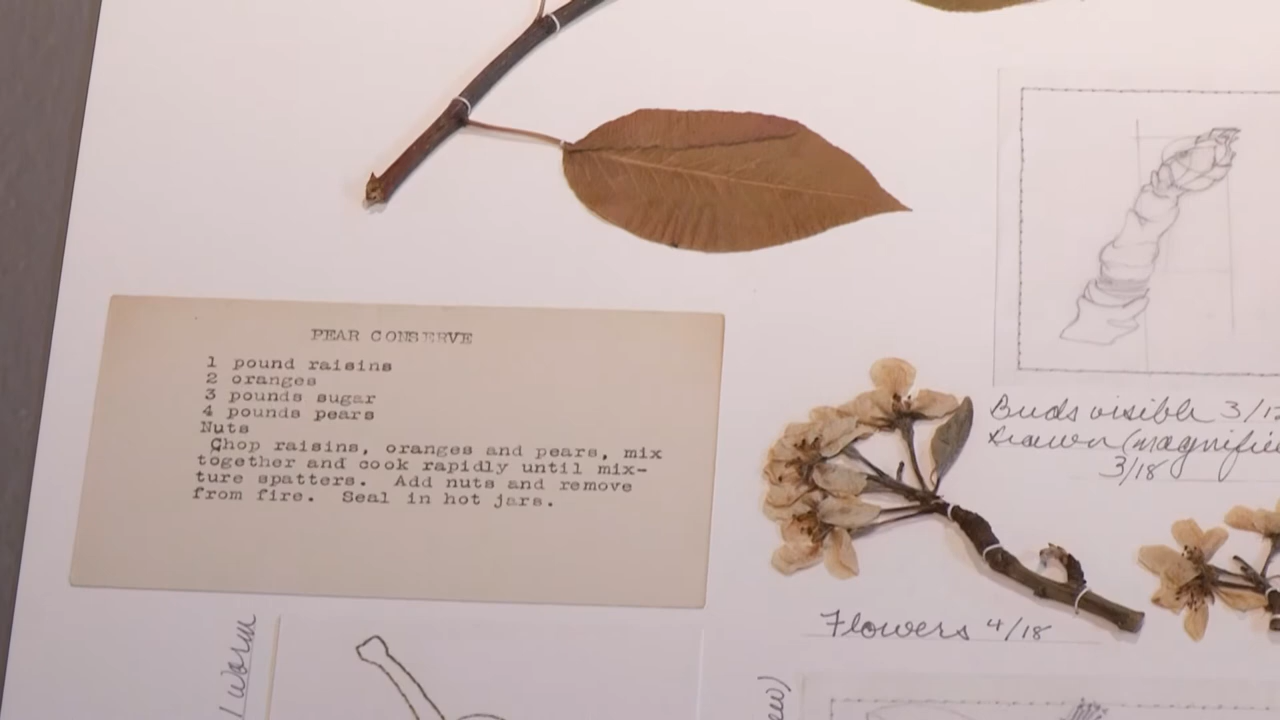 PEAR CONSERVE
1 pound raisins
2 oranges
3 pounds sugar
4 pounds pears
Nuts
Chop raisins, oranges and pears, mix
together and cook rapidly until mix-
ture spatters. Add nuts and remove
from fire. Seal in hot jars.
Buds visible
drawn (magnified
3/18
Flowers 4/18
worm